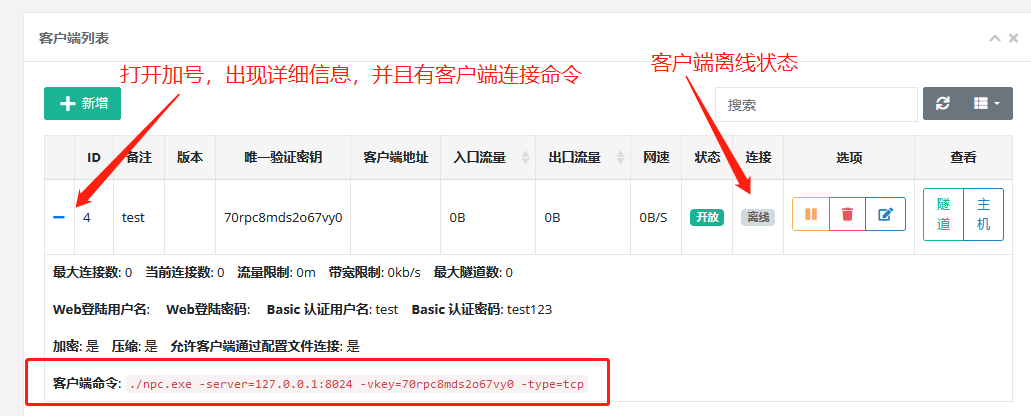 客户端列表
打开加号，出现详细信息，并且有客户端连接命令
客户端离线状态
新增
搜索
ID 备注 版本 唯一验证密钥 客户端地址 入口流量 出口流量 网速 状态 连接 选项 查看
4 test 70rpc8mds2o67vy0 0B 0B 0B/S 开放 离线 隧道 主机
最大连接数: 0 当前连接数: 0 流量限制: 0m 带宽限制: 0kb/s 最大隧道数: 0
Web登陆用户名: Web登陆密码: Basic 认证用户名: test Basic 认证密码: test123
加密: 是 压缩: 是 允许客户端通过配置文件连接: 是
客户端命令: ./npc.exe -server=127.0.0.1:8024 -vkey=70rpc8mds2o67vy0 -type=tcp